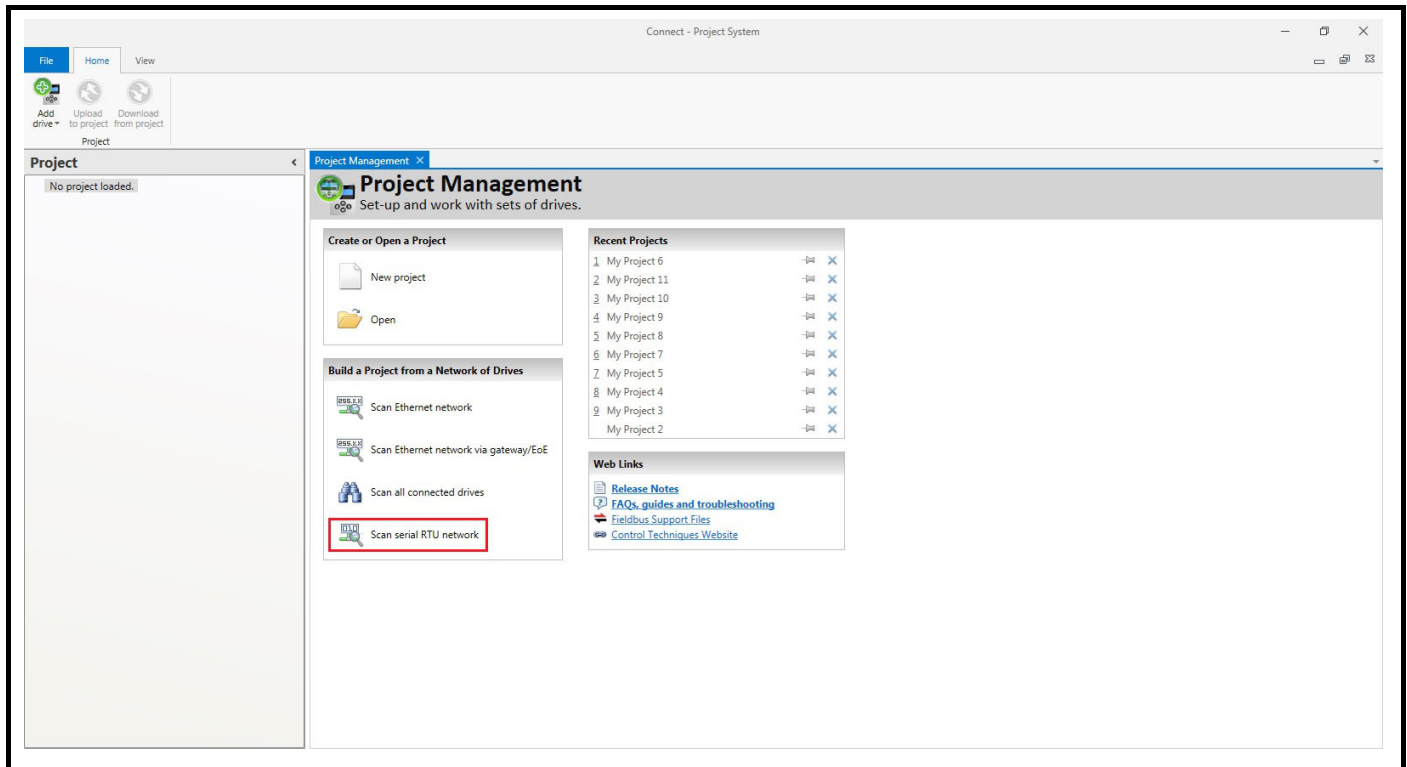 Connect - Project System
File Home View
Add drive
Upload to project
Download from project
Project
Project
No project loaded.
Project Management
Project Management
Set-up and work with sets of drives.
Create or Open a Project
New project
Open
Build a Project from a Network of Drives
Scan Ethernet network
Scan Ethernet network via gateway/EoE
Scan all connected drives
Scan serial RTU network
Recent Projects
1 My Project 6
2 My Project 11
3 My Project 10
4 My Project 9
5 My Project 8
6 My Project 7
7 My Project 5
8 My Project 4
9 My Project 3
My Project 2
Web Links
Release Notes
FAQs, guides and troubleshooting
Fieldbus Support Files
Control Techniques Website